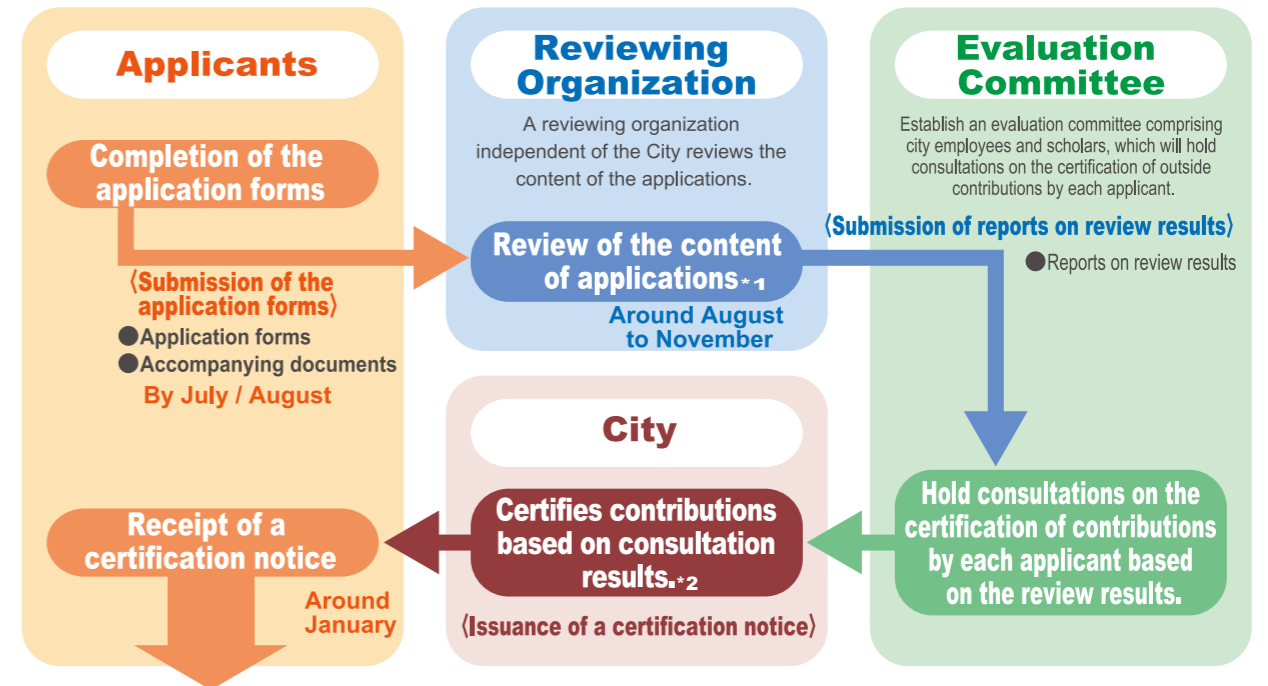 Applicants
Completion of the
application forms
〈Submission of the
application forms〉
●Application forms
●Accompanying documents
By July / August
Reviewing
Organization
A reviewing organization
independent of the City reviews the
content of the applications.
Review of the content
of applications*1
Around August
to November
Evaluation
Committee
Establish an evaluation committee comprising
city employees and scholars, which will hold
consultations on the certification of outside
contributions by each applicant.
〈Submission of reports on review results〉
●Reports on review results
Hold consultations on the
certification of contributions
by each applicant based
on the review results.
City
Certifies contributions
based on consultation
results.*2
〈Issuance of a certification notice〉
Receipt of a
certification notice
Around
January